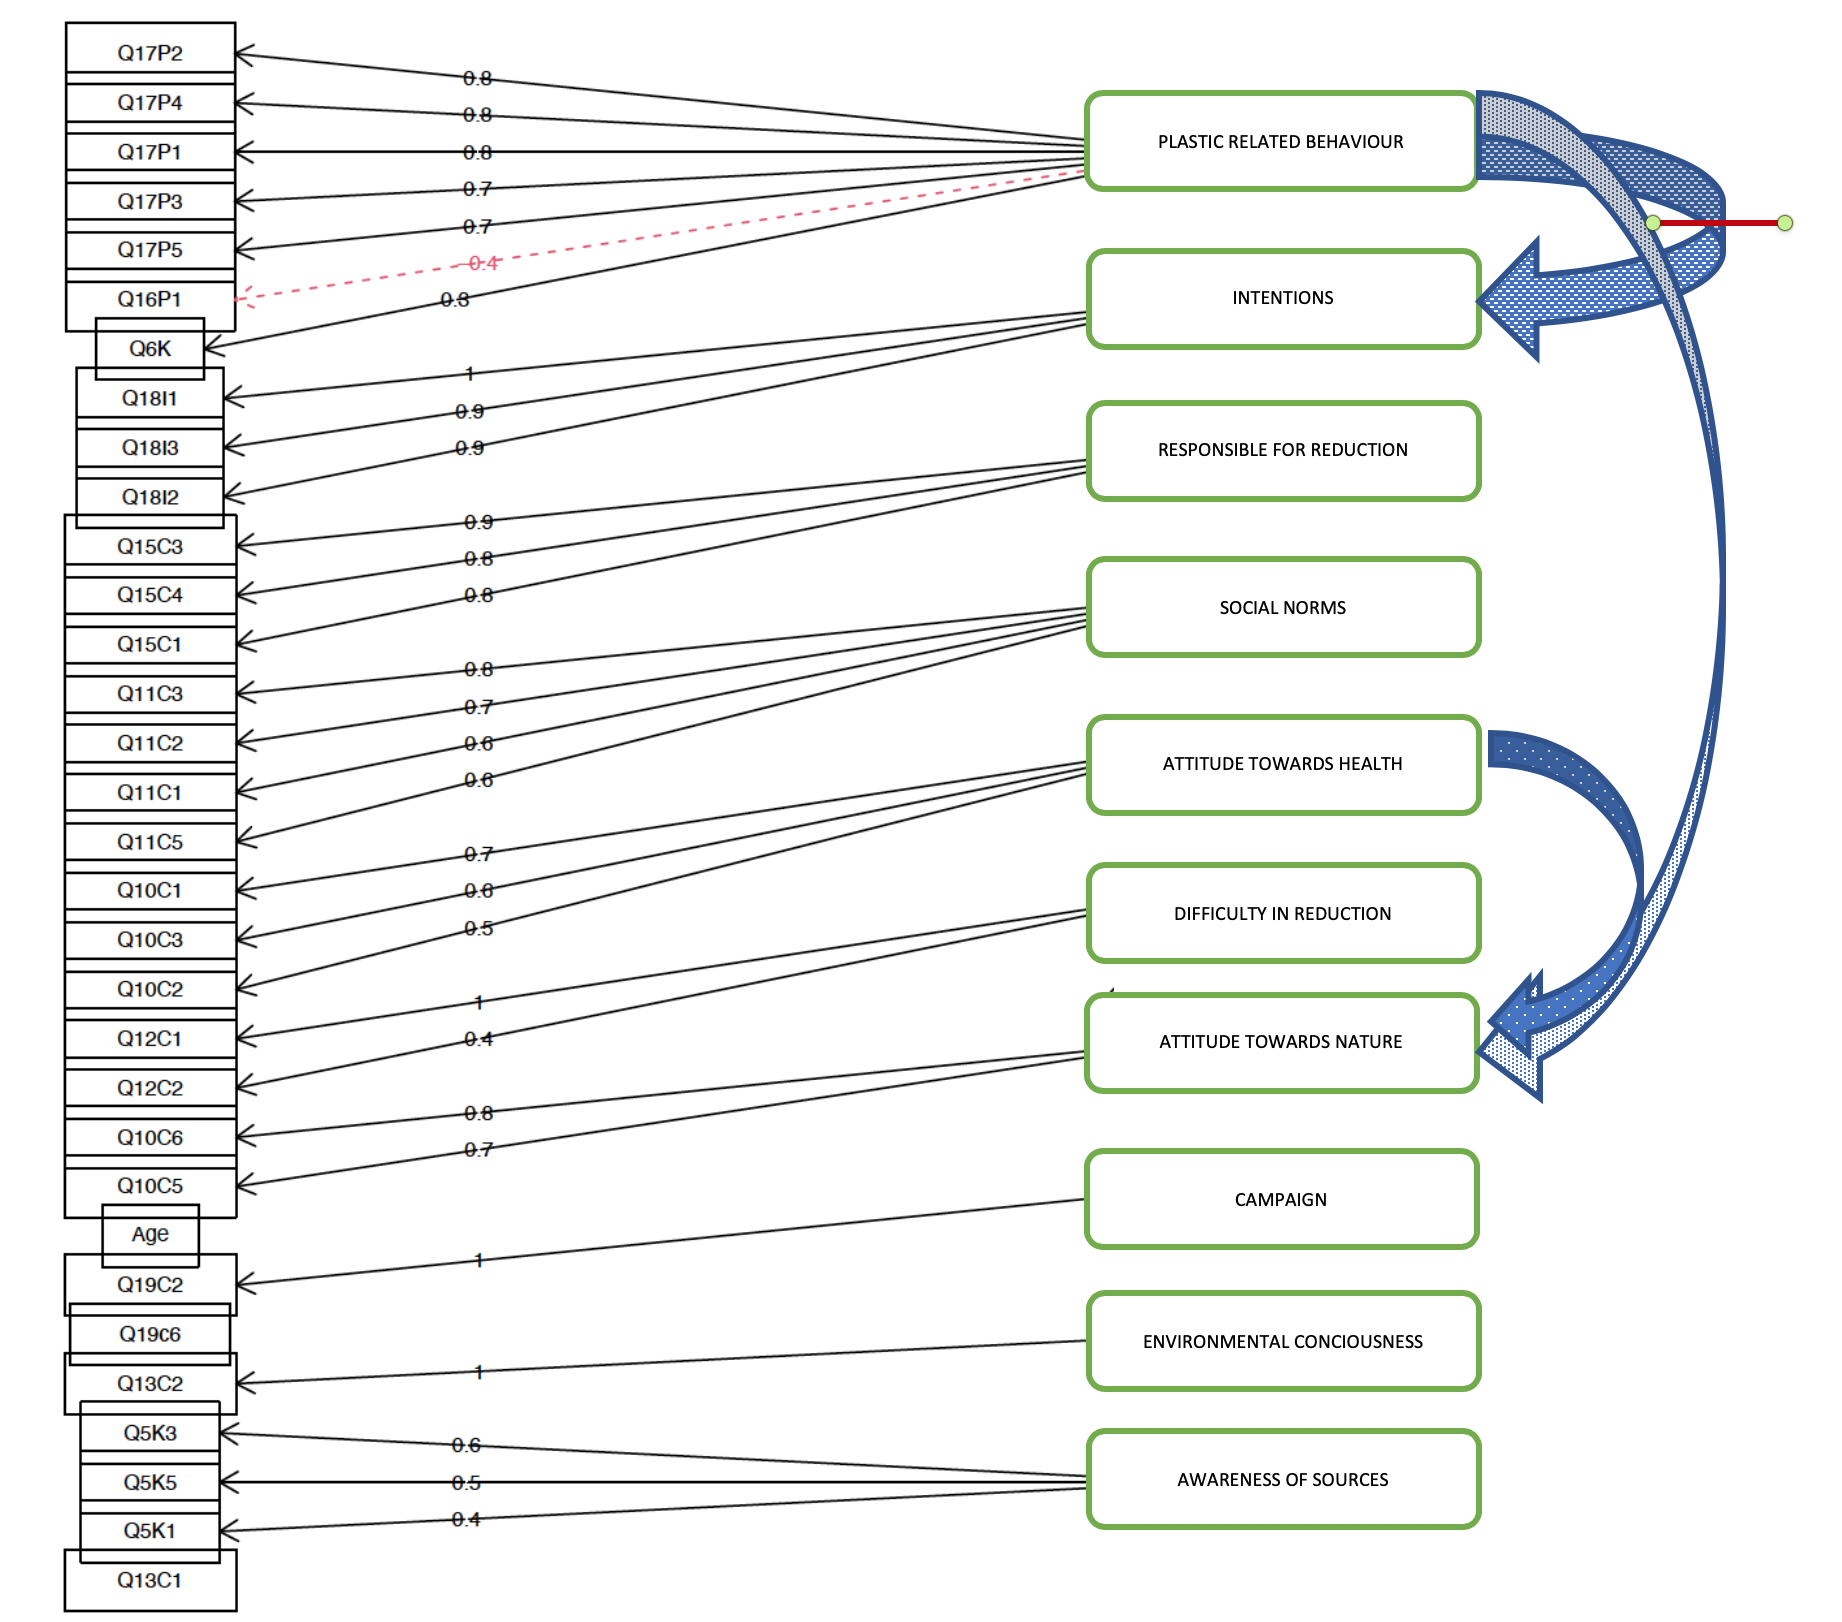 Q17P2
Q17P4
Q17P1
Q17P3
Q17P5
Q16P1
Q6K
Q18I1
Q18I3
Q18I2
Q15C3
Q15C4
Q15C1
Q11C3
Q11C2
Q11C1
Q11C5
Q10C1
Q10C3
Q10C2
Q12C1
Q12C2
Q10C6
Q10C5
Age
Q19C2
Q19c6
Q13C2
Q5K3
Q5K5
Q5K1
Q13C1
0.8
0.8
0.8
0.7
0.7
-0.4
0.3
1
0.9
0.9
0.9
0.8
0.8
0.8
0.7
0.6
0.6
0.7
0.6
0.5
1
0.4
0.8
0.7
1
1
0.6
0.5
0.4
PLASTIC RELATED BEHAVIOUR
INTENTIONS
RESPONSIBLE FOR REDUCTION
SOCIAL NORMS
ATTITUDE TOWARDS HEALTH
DIFFICULTY IN REDUCTION
ATTITUDE TOWARDS NATURE
CAMPAIGN
ENVIRONMENTAL CONCIOUSNESS
AWARENESS OF SOURCES